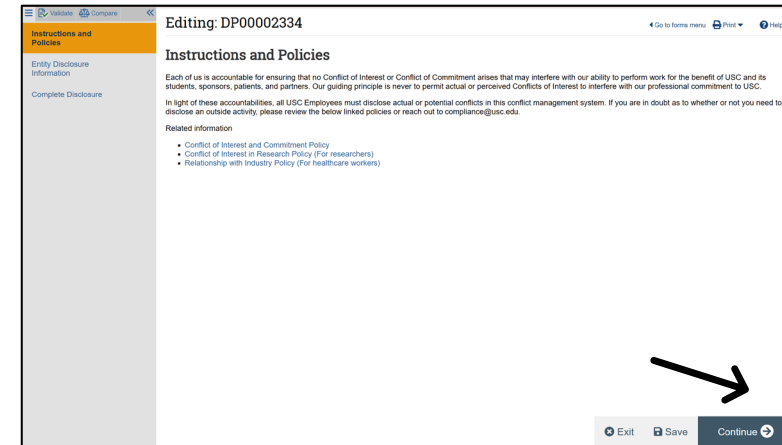 Validate Compare
Editing: DP00002334
Go to forms menu Print Help
Instructions and
Policies
Entity Disclosure
Information
Complete Disclosure
Instructions and Policies
Each of us is accountable for ensuring that no Conflict of Interest or Conflict of Commitment arises that may interfere with our ability to perform work for the benefit of USC and its
students, sponsors, patients, and partners. Our guiding principle is never to permit actual or perceived Conflicts of Interest to interfere with our professional commitment to USC.
In light of these accountabilities, all USC Employees must disclose actual or potential conflicts in this conflict management system. If you are in doubt as to whether or not you need to
disclose an outside activity, please review the below linked policies or reach out to compliance@usc.edu.
Related information
• Conflict of Interest and Commitment Policy
• Conflict of Interest in Research Policy (For researchers)
• Relationship with Industry Policy (For healthcare workers)
Exit Save Continue